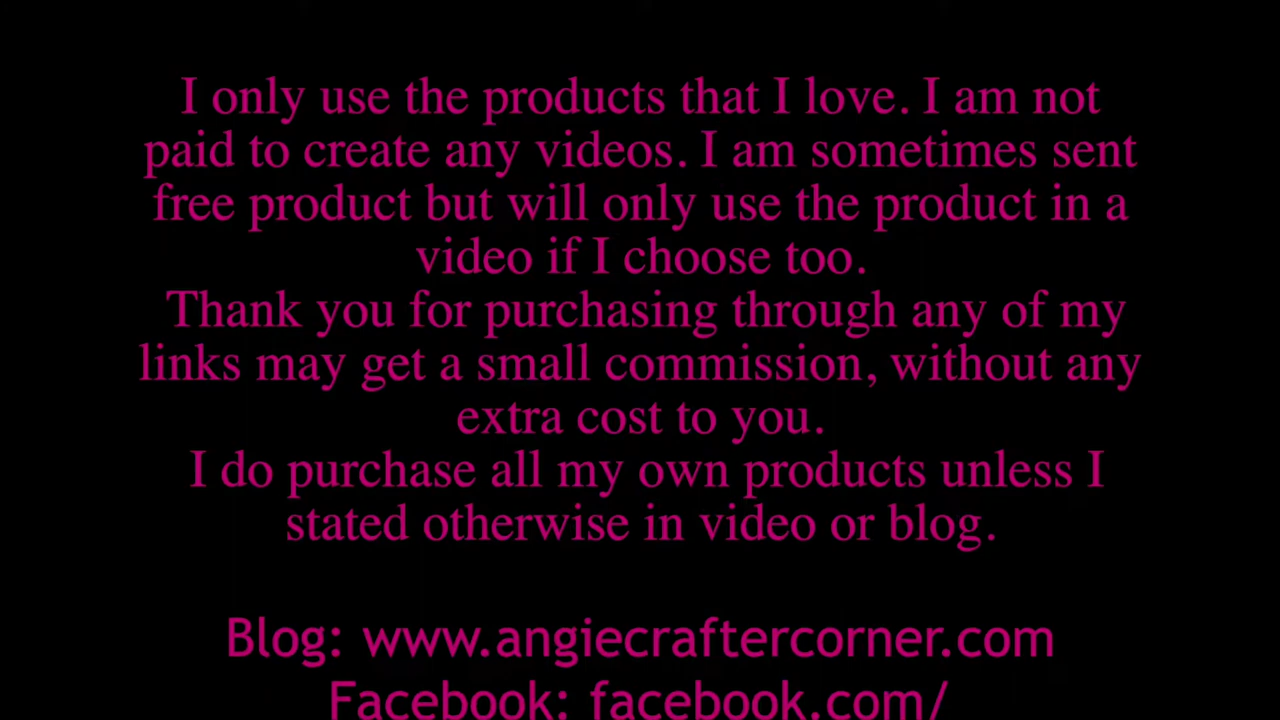 I only use the products that I love. I am not
paid to create any videos. I am sometimes sent
free product but will only use the product in a
video if I choose too.
Thank you for purchasing through any of my
links may get a small commission, without any
extra cost to you.
I do purchase all my own products unless I
stated otherwise in video or blog.
Blog: www.angiecraftercorner.com
Facebook: facebook.com/